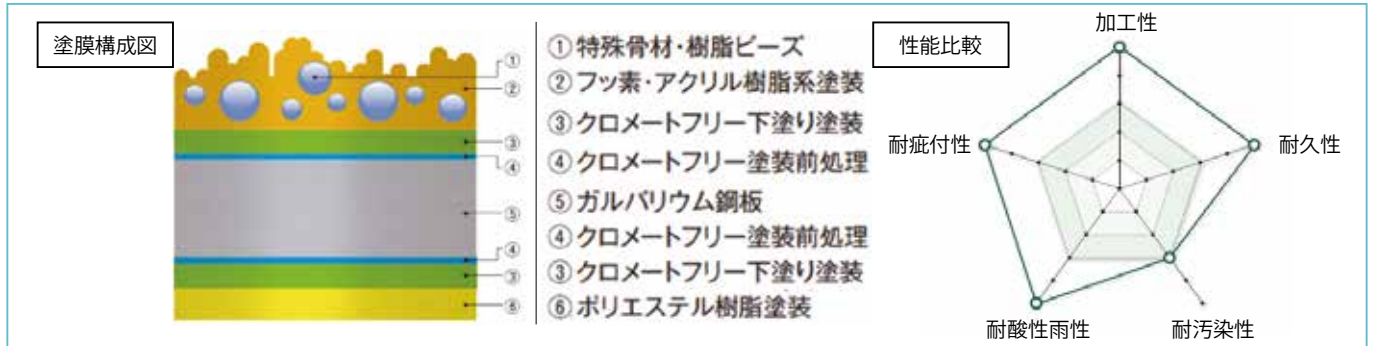 塗膜構成図
①
②
③
④
⑤
④
③
⑥
①特殊骨材・樹脂ビーズ
②フッ素・アクリル樹脂系塗装
③クロメートフリー下塗り塗装
④クロメートフリー塗装前処理
⑤ガルバリウム鋼板
④クロメートフリー塗装前処理
③クロメートフリー下塗り塗装
⑥ポリエステル樹脂塗装
性能比較
加工性
耐疵付性
耐久性
耐酸性雨性
耐汚染性